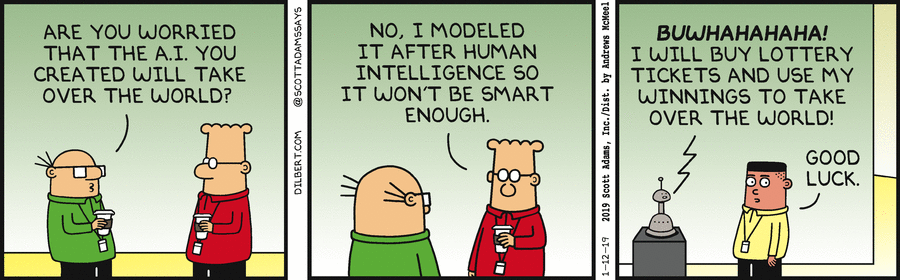 ARE YOU WORRIED
THAT THE A.I. YOU
CREATED WILL TAKE
OVER THE WORLD?
DILBERT.COM @SCOTTADAMSSAYS
NO, I MODELED
IT AFTER HUMAN
INTELLIGENCE SO
IT WON'T BE SMART
ENOUGH.
1-12-19 2019 Scott Adams, Inc./Dist. by Andrews McMeel
BUWHAHAHAHA!
I WILL BUY LOTTERY
TICKETS AND USE MY
WINNINGS TO TAKE
OVER THE WORLD!
GOOD
LUCK.